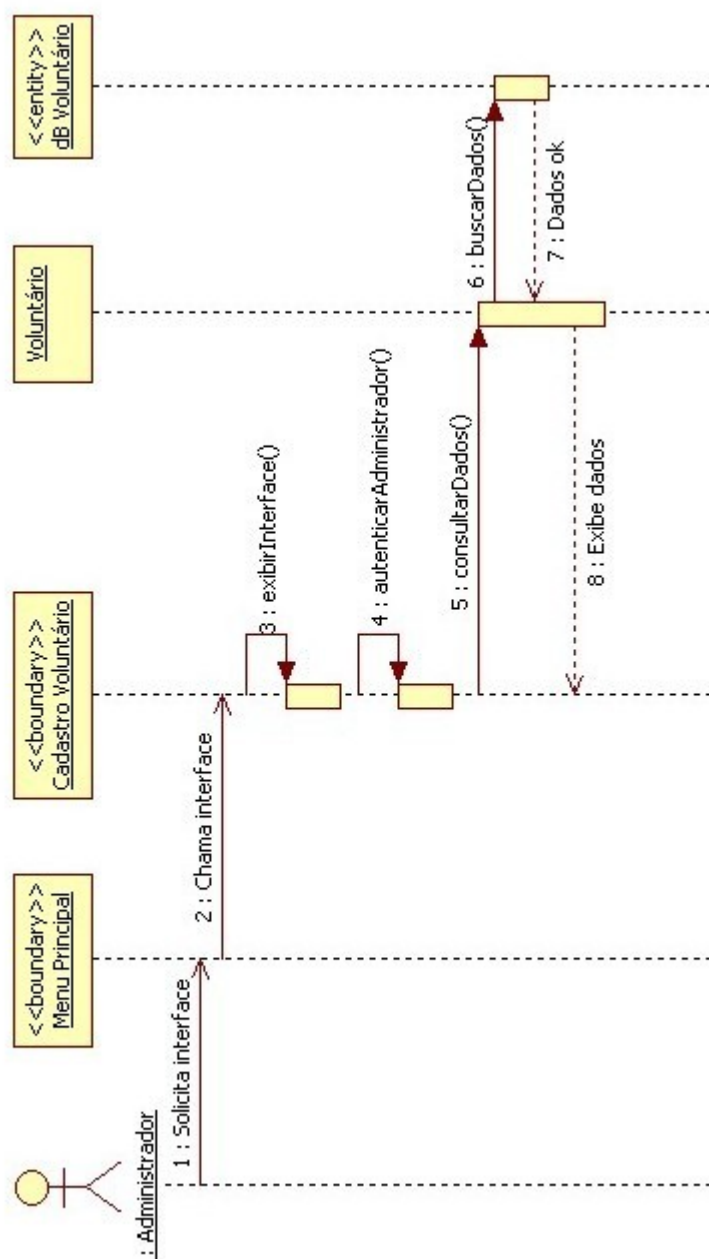 : Administrador
<<boundary>>
Menu Principal
<<boundary>>
Cadastro Voluntário
Voluntário
<<entity>>
dB Voluntário
1 : Solicita interface
2 : Chama interface
3 : exibirInterface()
4 : autenticarAdministrador()
5 : consultarDados()
6 : buscarDados()
7 : Dados ok
8 : Exibe dados